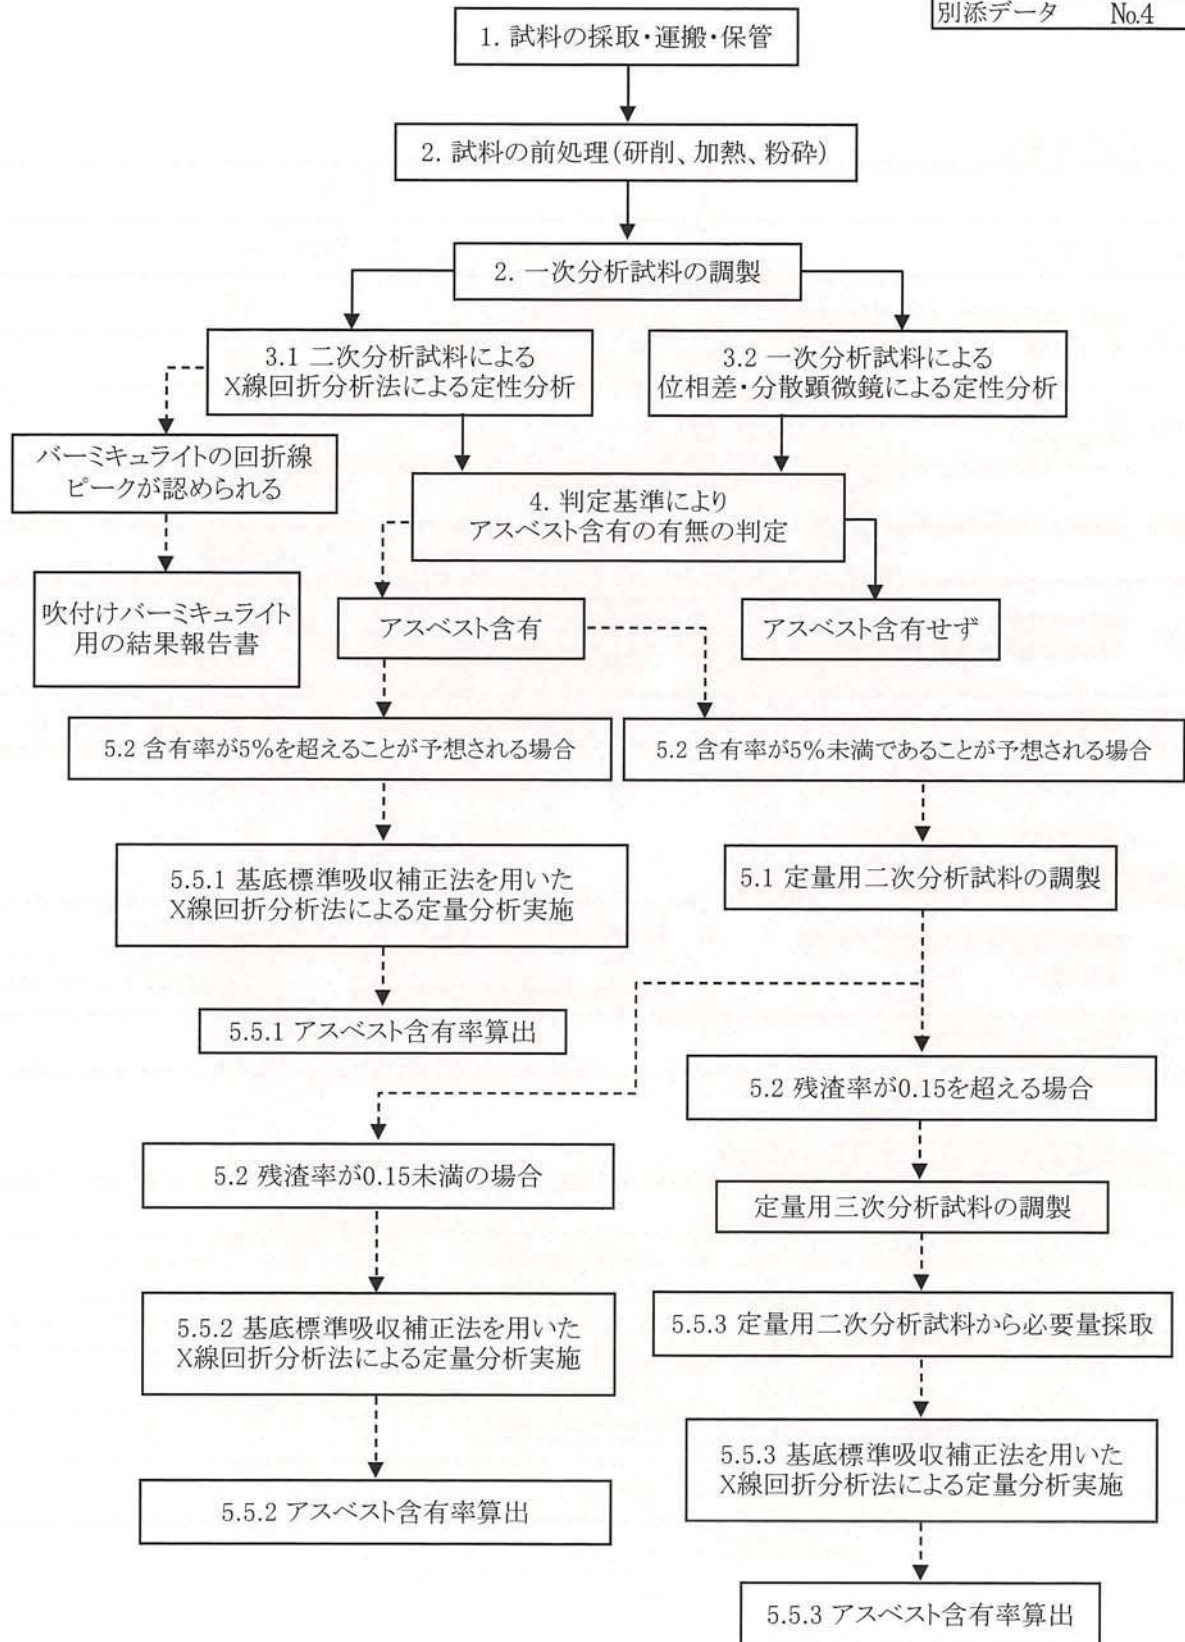 別添データ No.4
1. 試料の採取・運搬・保管
2. 試料の前処理(研削、加熱、粉砕)
2. 一次分析試料の調製
3.1 二次分析試料による
X線回折分析法による定性分析
3.2 一次分析試料による
位相差・分散顕微鏡による定性分析
バーミキュライトの回折線
ピークが認められる
4. 判定基準により
アスベスト含有の有無の判定
吹付けバーミキュライト
用の結果報告書
アスベスト含有
アスベスト含有せず
5.2 含有率が5%を超えることが予想される場合
5.2 含有率が5%未満であることが予想される場合
5.5.1 基底標準吸収補正法を用いた
X線回折分析法による定量分析実施
5.1 定量用二次分析試料の調製
5.5.1 アスベスト含有率算出
5.2 残渣率が0.15を超える場合
5.2 残渣率が0.15未満の場合
定量用三次分析試料の調製
5.5.2 基底標準吸収補正法を用いた
X線回折分析法による定量分析実施
5.5.3 定量用二次分析試料から必要量採取
5.5.3 基底標準吸収補正法を用いた
X線回折分析法による定量分析実施
5.5.2 アスベスト含有率算出
5.5.3 アスベスト含有率算出